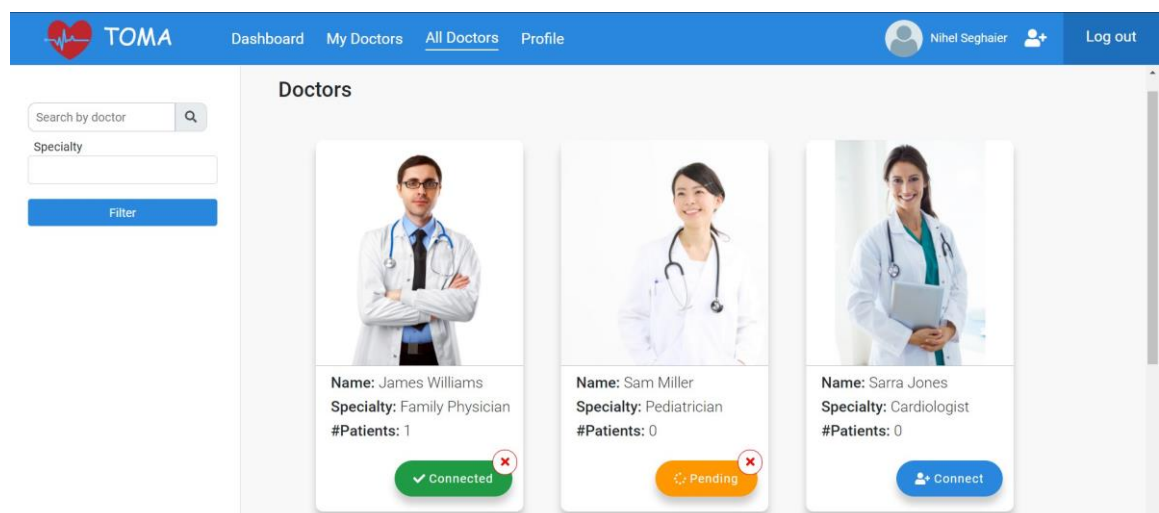 TOMA
Dashboard My Doctors All Doctors Profile
Nihel Seghaier
Log out
Search by doctor
Specialty
Filter
Doctors
Name: James Williams
Specialty: Family Physician
#Patients: 1
Connected
Name: Sam Miller
Specialty: Pediatrician
#Patients: 0
Pending
Name: Sarra Jones
Specialty: Cardiologist
#Patients: 0
Connect